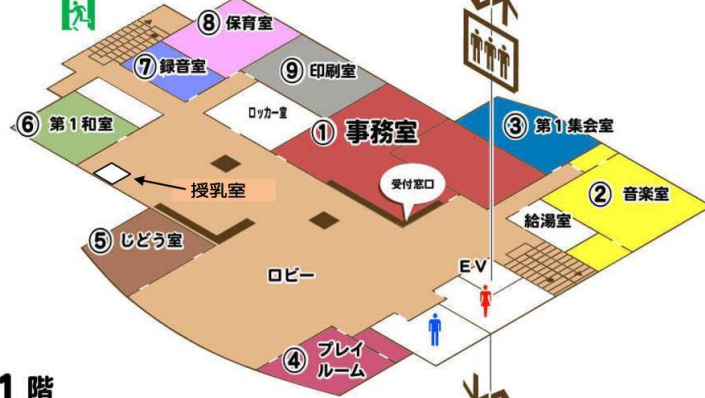 ⑧ 保育室
⑦ 録音室
⑨ 印刷室
ロッカー室
① 事務室
③ 第1集会室
⑥ 第1和室
授乳室
受付窓口
② 音楽室
給湯室
⑤ じどう室
ロビー
EV
④ プレイ
ルーム
1階